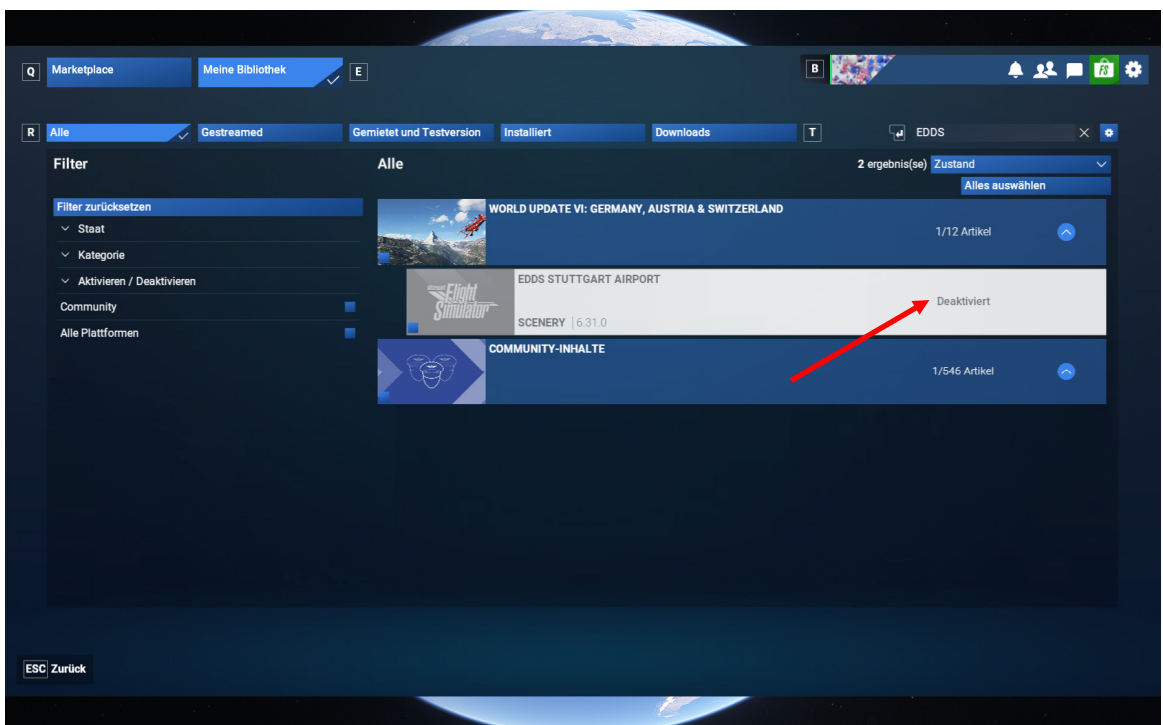 Q Marketplace Meine Bibliothek E B FS
R Alle Gestreamed Gemietet und Testversion Installiert Downloads T EDDS
Filter
Alle
2 ergebnis(se) Zustand
Alles auswählen
Filter zurücksetzen
Staat
Kategorie
Aktivieren / Deaktivieren
Community
Alle Plattformen
WORLD UPDATE VI: GERMANY, AUSTRIA & SWITZERLAND
1/12 Artikel
Flight
Simulator
EDDS STUTTGART AIRPORT
SCENERY | 6.31.0
Deaktiviert
COMMUNITY-INHALTE
1/546 Artikel
ESC Zurück